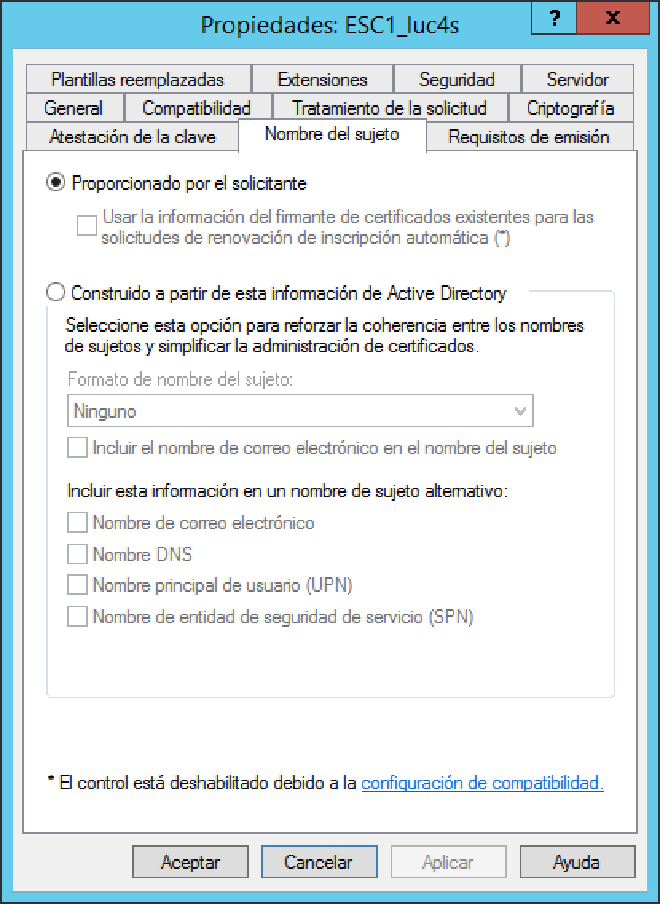 Propiedades: ESC1_luc4s
?
x
Plantillas reemplazadas
Extensiones
Seguridad
Servidor
General
Compatibilidad
Tratamiento de la solicitud
Criptografía
Atestación de la clave
Nombre del sujeto
Requisitos de emisión
Proporcionado por el solicitante
Usar la información del firmante de certificados existentes para las
solicitudes de renovación de inscripción automática (*)
Construido a partir de esta información de Active Directory
Seleccione esta opción para reforzar la coherencia entre los nombres
de sujetos y simplificar la administración de certificados.
Formato de nombre del sujeto:
Ninguno
Incluir el nombre de correo electrónico en el nombre del sujeto
Incluir esta información en un nombre de sujeto alternativo:
Nombre de correo electrónico
Nombre DNS
Nombre principal de usuario (UPN)
Nombre de entidad de seguridad de servicio (SPN)
* El control está deshabilitado debido a la configuración de compatibilidad.
Aceptar
Cancelar
Aplicar
Ayuda